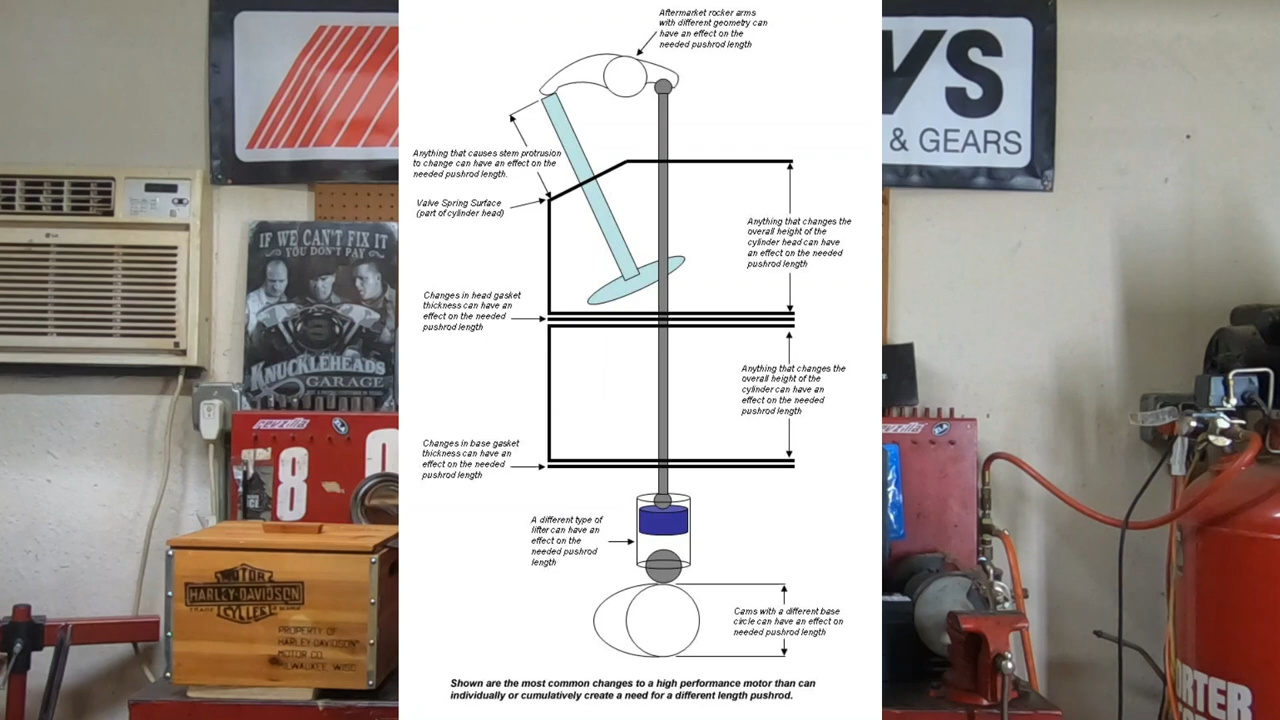 Aftermarket rocker arms
with different geometry can
have an effect on the
needed pushrod length
VS
& GEARS
Anything that causes stem protrusion
to change can have an effect on the
needed pushrod length.
Valve Spring Surface
(part of cylinder head)
Anything that changes the
overall height of the
cylinder head can have
an effect on the needed
pushrod length
IF WE CAN'T FIX IT
YOU DON'T PAY
KNUCKLEHEADS
GARAGE
Changes in head gasket
thickness can have an
effect on the needed
pushrod length
Anything that changes the
overall height of the
cylinder can have an
effect on the needed
pushrod length
Changes in base gasket
thickness can have an
effect on the needed
pushrod length
T8
A different type of
lifter can have an
effect on the
needed pushrod
length
MOTOR
HARLEY-DAVIDSON
CYCLES
PROPERTY OF
HARLEY-DAVIDSON
MOTOR CO.
MILWAUKEE WISC
Cams with a different base
circle can have an effect on
needed pushrod length
RTER
Shown are the most common changes to a high performance motor than can
individually or cumulatively create a need for a different length pushrod.